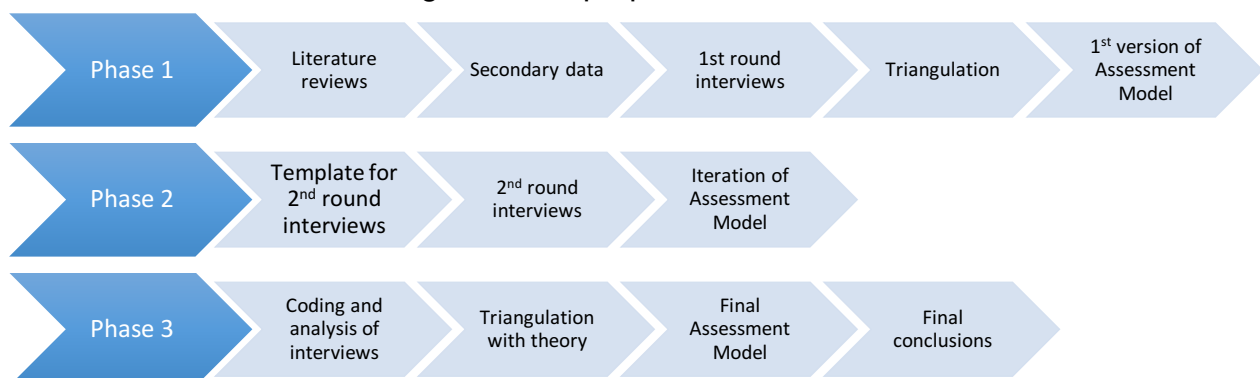 Phase 1
Literature
reviews
Secondary data
1st round
interviews
Triangulation
1st version of
Assessment
Model
Phase 2
Template for
2nd round
interviews
2nd round
interviews
Iteration of
Assessment
Model
Phase 3
Coding and
analysis of
interviews
Triangulation
with theory
Final
Assessment
Model
Final
conclusions